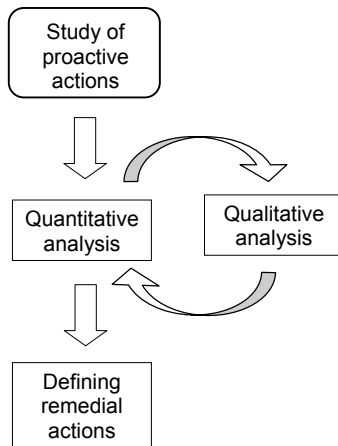 Study of
proactive
actions
Quantitative
analysis
Qualitative
analysis
Defining
remedial
actions